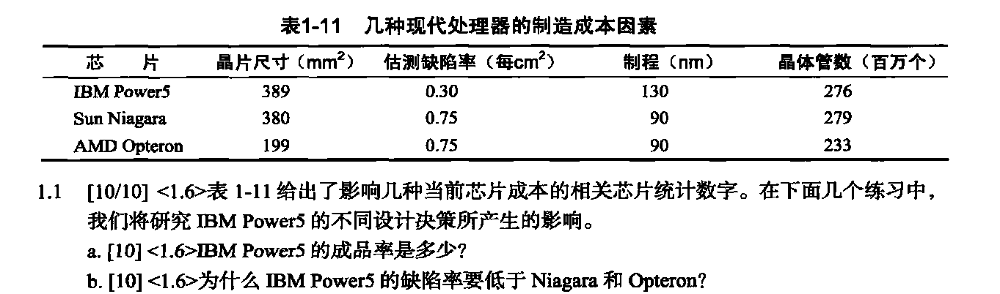 表1-11 几种现代处理器的制造成本因素
芯 片 晶片尺寸（mm²） 估测缺陷率（每cm²） 制程（nm） 晶体管数（百万个）
IBM Power5 389 0.30 130 276
Sun Niagara 380 0.75 90 279
AMD Opteron 199 0.75 90 233
1.1 [10/10] <1.6>表 1-11 给出了影响几种当前芯片成本的相关芯片统计数字。在下面几个练习中，
我们将研究 IBM Power5 的不同设计决策所产生的影响。
a. [10] <1.6>IBM Power5 的成品率是多少？
b. [10] <1.6>为什么 IBM Power5 的缺陷率要低于 Niagara 和 Opteron？